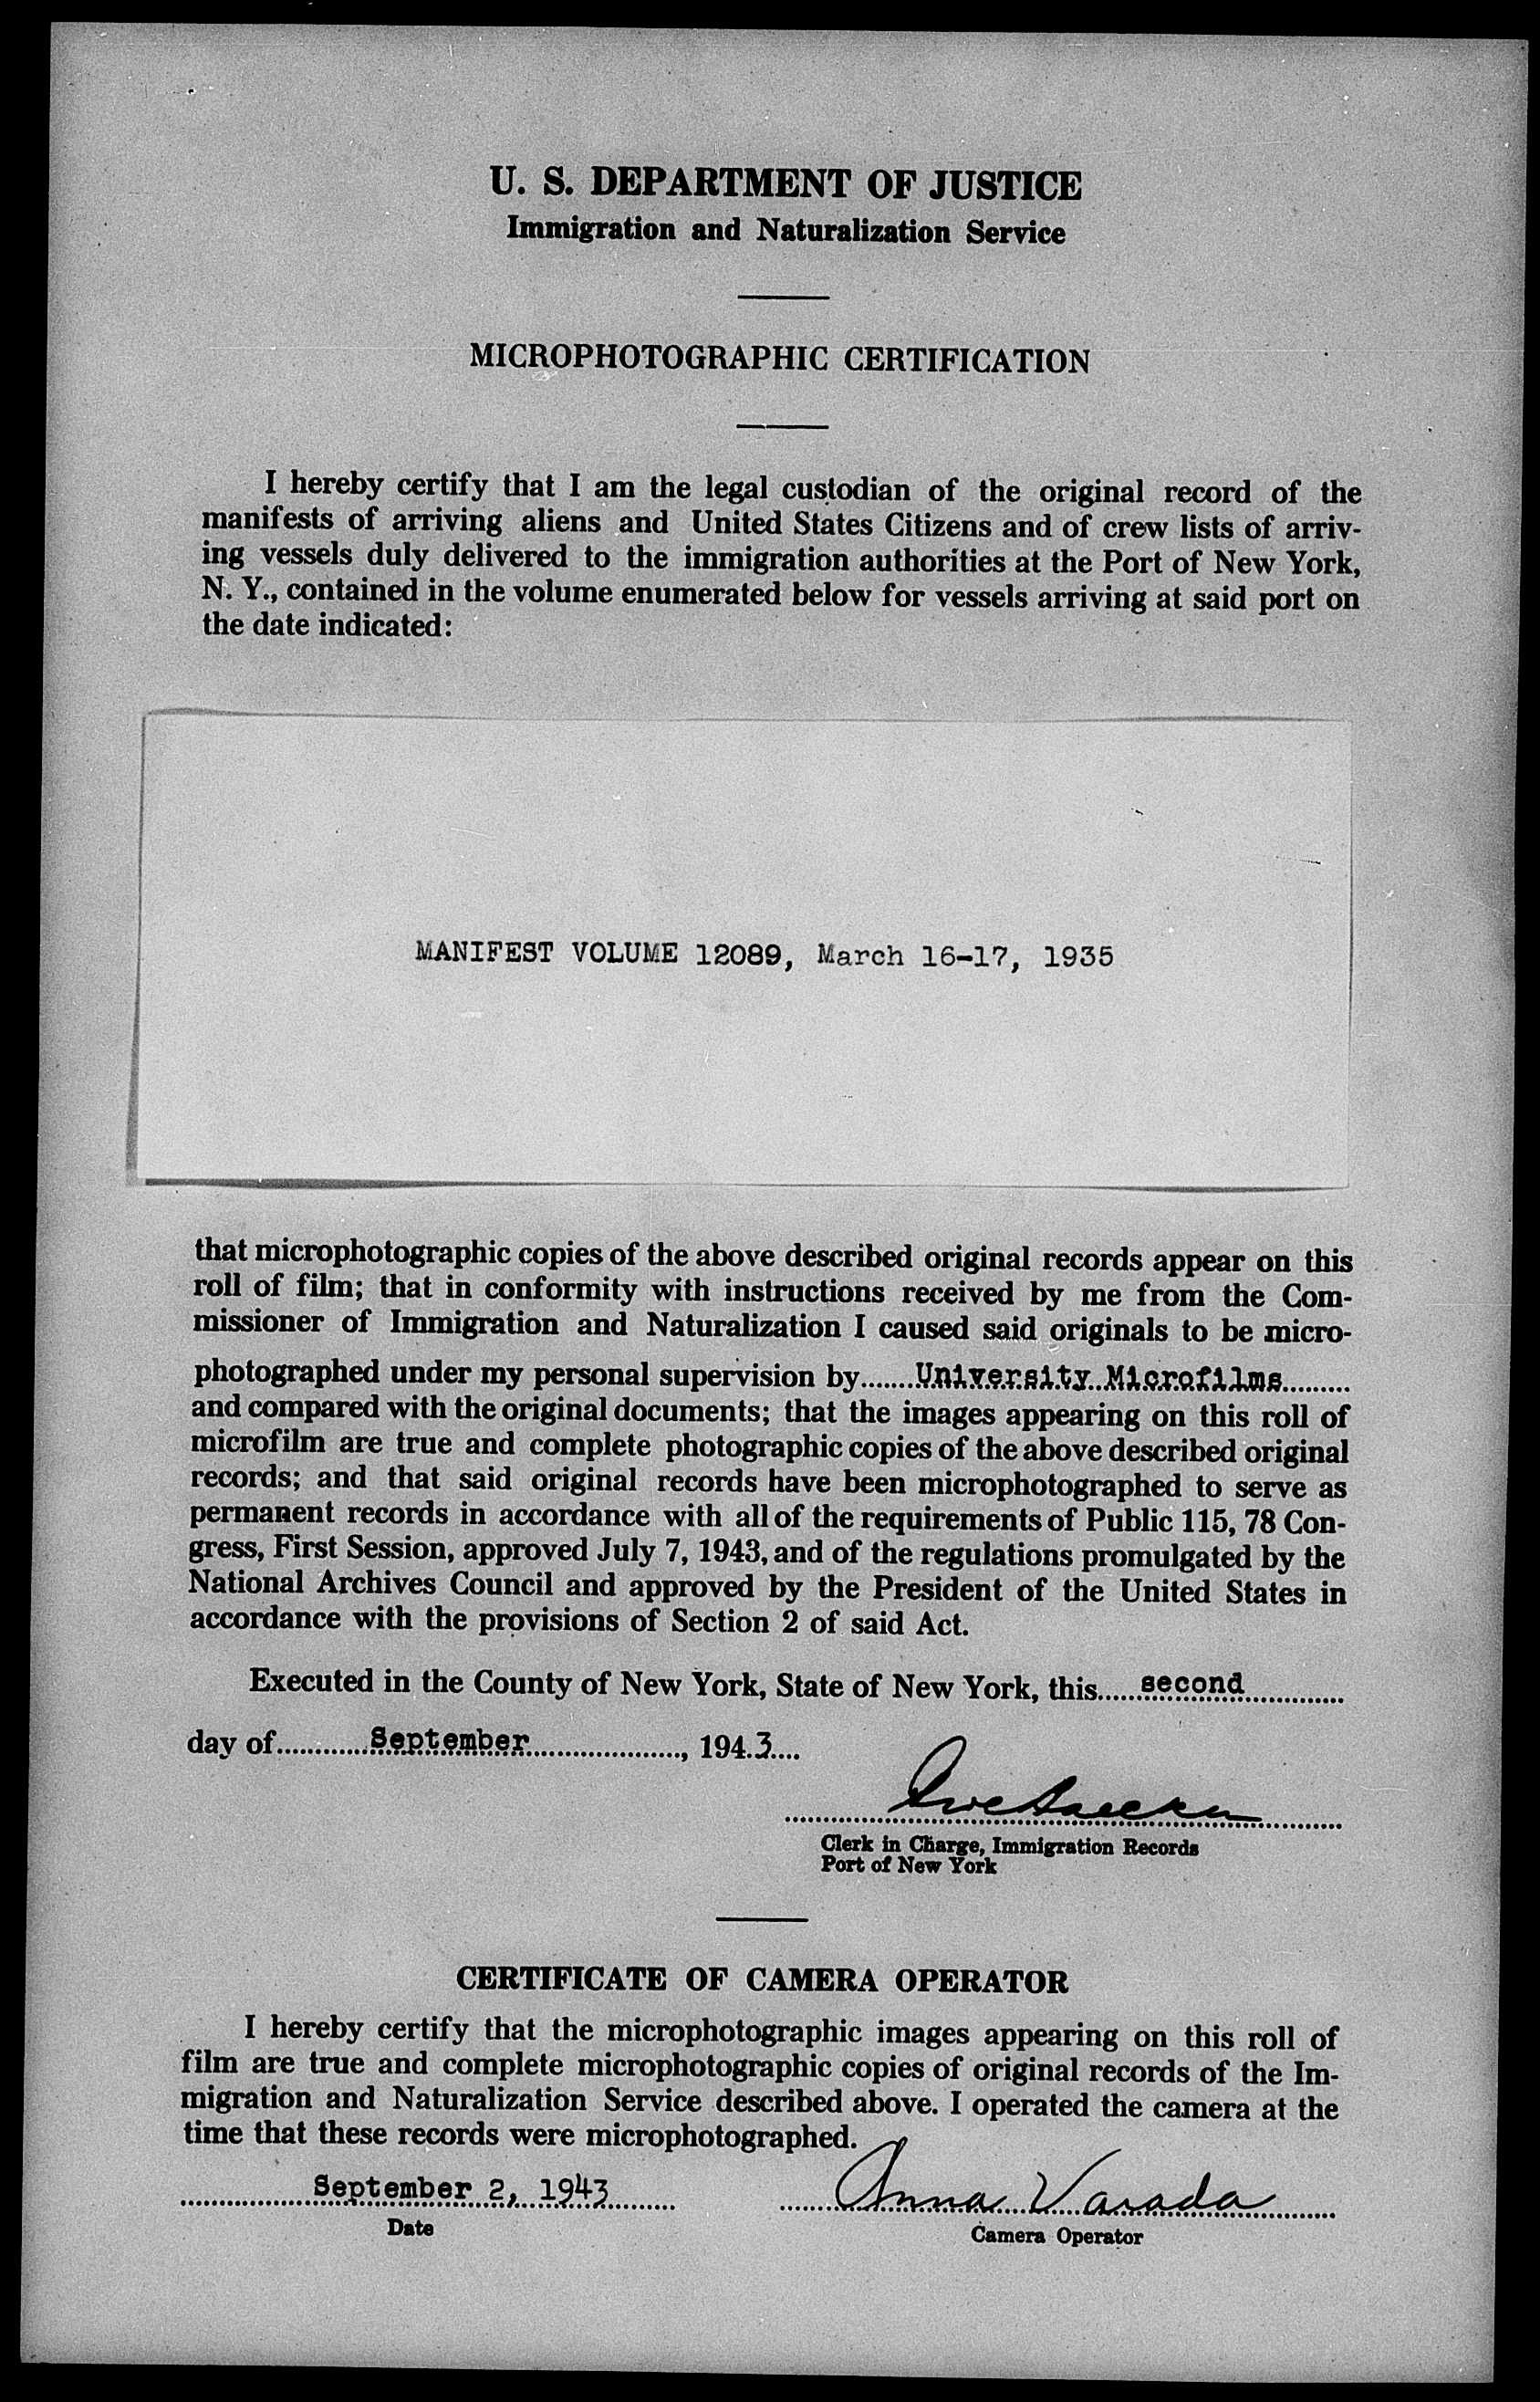 U. S. DEPARTMENT OF JUSTICE
Immigration and Naturalization Service
MICROPHOTOGRAPHIC CERTIFICATION
I hereby certify that I am the legal custodian of the original record of the
manifests of arriving aliens and United States Citizens and of crew lists of arriv-
ing vessels duly delivered to the immigration authorities at the Port of New York,
N. Y., contained in the volume enumerated below for vessels arriving at said port on
the date indicated:
MANIFEST VOLUME 12089, March 16-17, 1935
that microphotographic copies of the above described original records appear on this
roll of film; that in conformity with instructions received by me from the Com-
missioner of Immigration and Naturalization I caused said originals to be micro-
photographed under my personal supervision by.......University Microfilms.........
and compared with the original documents; that the images appearing on this roll of
microfilm are true and complete photographic copies of the above described original
records; and that said original records have been microphotographed to serve as
permanent records in accordance with all of the requirements of Public 115, 78 Con-
gress, First Session, approved July 7, 1943, and of the regulations promulgated by the
National Archives Council and approved by the President of the United States in
accordance with the provisions of Section 2 of said Act.
Executed in the County of New York, State of New York, this......second.............
day of.............September...................., 194.3....
Clerk in Charge, Immigration Records
Port of New York
CERTIFICATE OF CAMERA OPERATOR
I hereby certify that the microphotographic images appearing on this roll of
film are true and complete microphotographic copies of original records of the Im-
migration and Naturalization Service described above. I operated the camera at the
time that these records were microphotographed.
September 2, 1943
Anna Varada
Date
Camera Operator